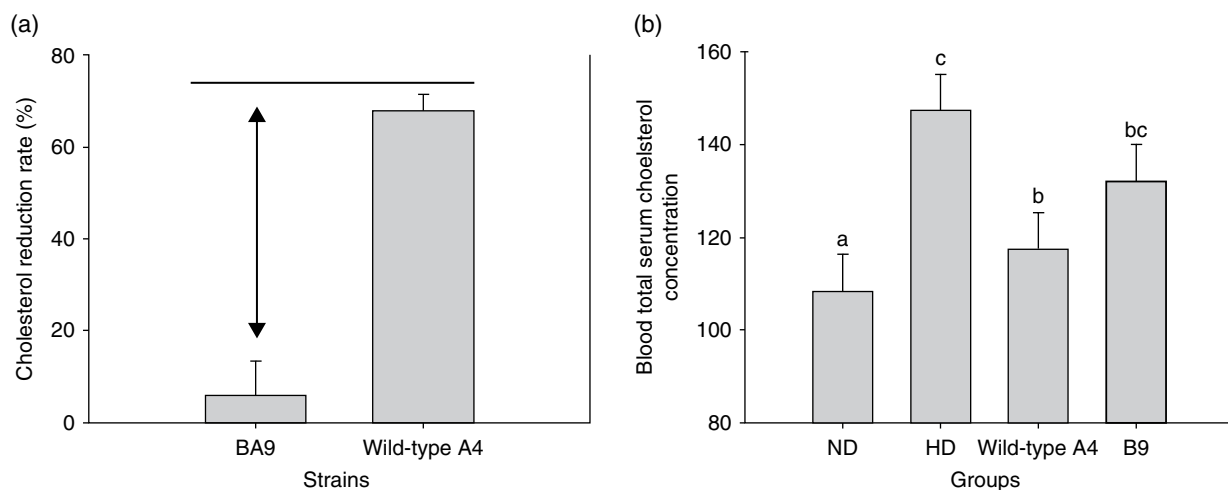 (a)
80
60
40
20
0
Cholesterol reduction rate (%)
BA9
Wild-type A4
Strains
(b)
160
140
120
100
80
Blood total serum choelsterol
concentration
a
c
b
bc
ND
HD
Wild-type A4
B9
Groups